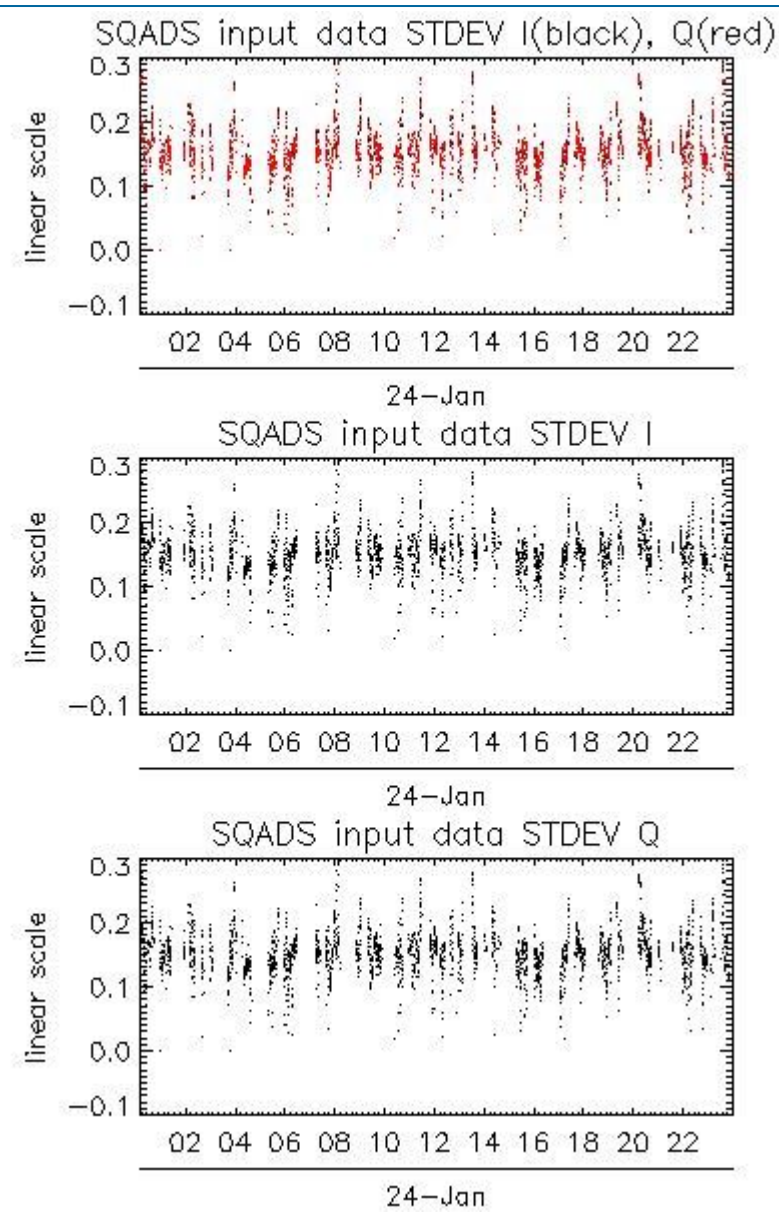 SQADS input data STDEV I(black), Q(red)
0.3
0.2
0.1
0.0
−0.1
linear scale
02 04 06 08 10 12 14 16 18 20 22
24−Jan
SQADS input data STDEV I
0.3
0.2
0.1
0.0
−0.1
linear scale
02 04 06 08 10 12 14 16 18 20 22
24−Jan
SQADS input data STDEV Q
0.3
0.2
0.1
0.0
−0.1
linear scale
02 04 06 08 10 12 14 16 18 20 22
24−Jan